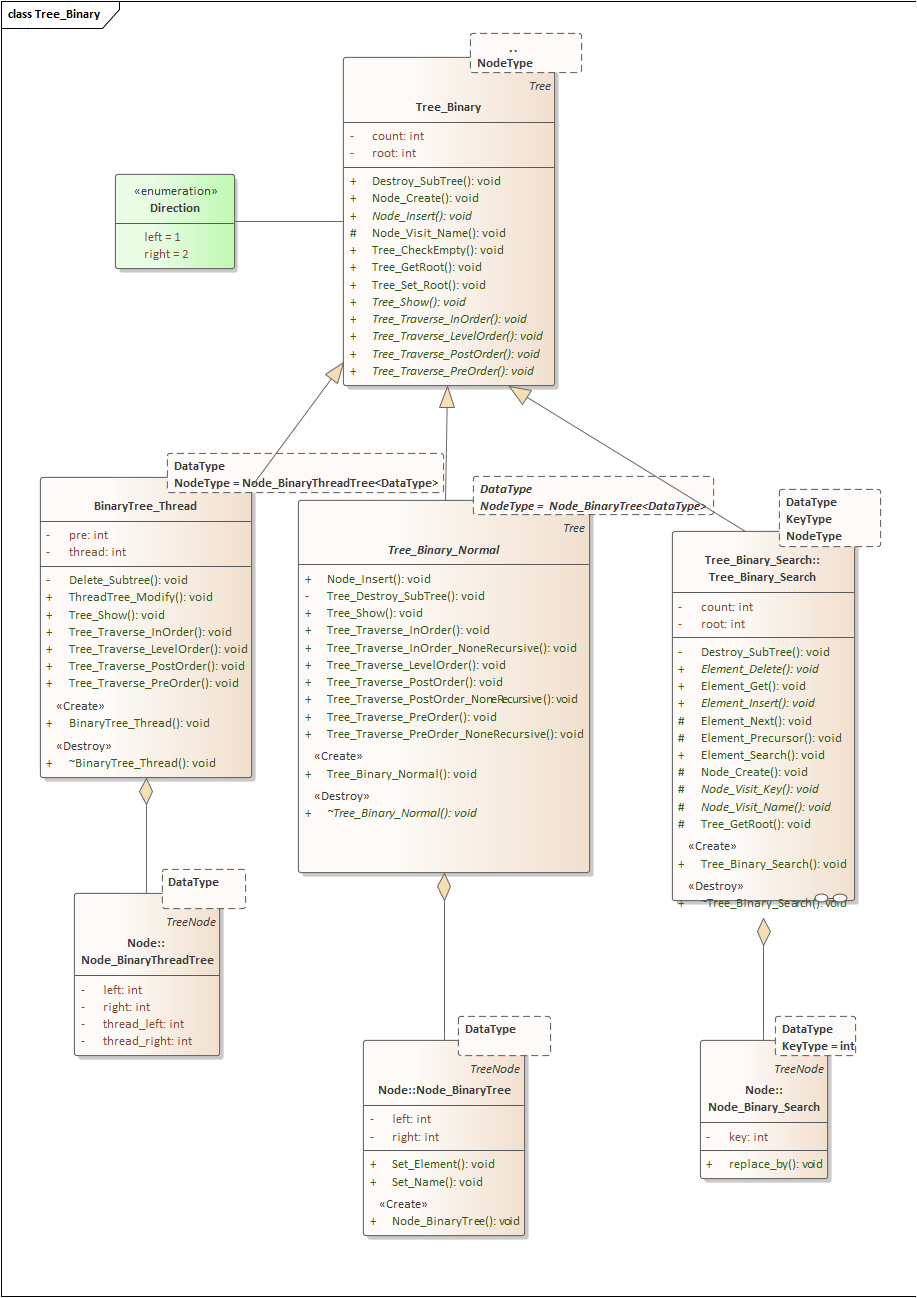 class Tree_Binary
..
NodeType
Tree
Tree_Binary
- count: int
- root: int
+ Destroy_SubTree(): void
+ Node_Create(): void
+ Node_Insert(): void
# Node_Visit_Name(): void
+ Tree_CheckEmpty(): void
+ Tree_GetRoot(): void
+ Tree_Set_Root(): void
+ Tree_Show(): void
+ Tree_Traverse_InOrder(): void
+ Tree_Traverse_LevelOrder(): void
+ Tree_Traverse_PostOrder(): void
+ Tree_Traverse_PreOrder(): void
«enumeration»
Direction
left = 1
right = 2
DataType
NodeType = Node_BinaryThreadTree<DataType>
BinaryTree_Thread
- pre: int
- thread: int
- Delete_Subtree(): void
+ ThreadTree_Modify(): void
+ Tree_Show(): void
+ Tree_Traverse_InOrder(): void
+ Tree_Traverse_LevelOrder(): void
+ Tree_Traverse_PostOrder(): void
+ Tree_Traverse_PreOrder(): void
«Create»
+ BinaryTree_Thread(): void
«Destroy»
+ ~BinaryTree_Thread(): void
DataType
NodeType = Node_BinaryTree<DataType>
Tree
Tree_Binary_Normal
+ Node_Insert(): void
- Tree_Destroy_SubTree(): void
+ Tree_Show(): void
+ Tree_Traverse_InOrder(): void
+ Tree_Traverse_InOrder_NoneRecursive(): void
+ Tree_Traverse_LevelOrder(): void
+ Tree_Traverse_PostOrder(): void
+ Tree_Traverse_PostOrder_NoneRecursive(): void
+ Tree_Traverse_PreOrder(): void
+ Tree_Traverse_PreOrder_NoneRecursive(): void
«Create»
+ Tree_Binary_Normal(): void
«Destroy»
+ ~Tree_Binary_Normal(): void
DataType
KeyType
NodeType
Tree_Binary_Search::
Tree_Binary_Search
- count: int
- root: int
- Destroy_SubTree(): void
+ Element_Delete(): void
+ Element_Get(): void
+ Element_Insert(): void
# Element_Next(): void
# Element_Precursor(): void
+ Element_Search(): void
# Node_Create(): void
# Node_Visit_Key(): void
# Node_Visit_Name(): void
# Tree_GetRoot(): void
«Create»
+ Tree_Binary_Search(): void
«Destroy»
+ ~Tree_Binary_Search(): void
DataType
TreeNode
Node::
Node_BinaryThreadTree
- left: int
- right: int
- thread_left: int
- thread_right: int
DataType
TreeNode
Node::Node_BinaryTree
- left: int
- right: int
+ Set_Element(): void
+ Set_Name(): void
«Create»
+ Node_BinaryTree(): void
DataType
KeyType = int
TreeNode
Node::
Node_Binary_Search
- key: int
+ replace_by(): void